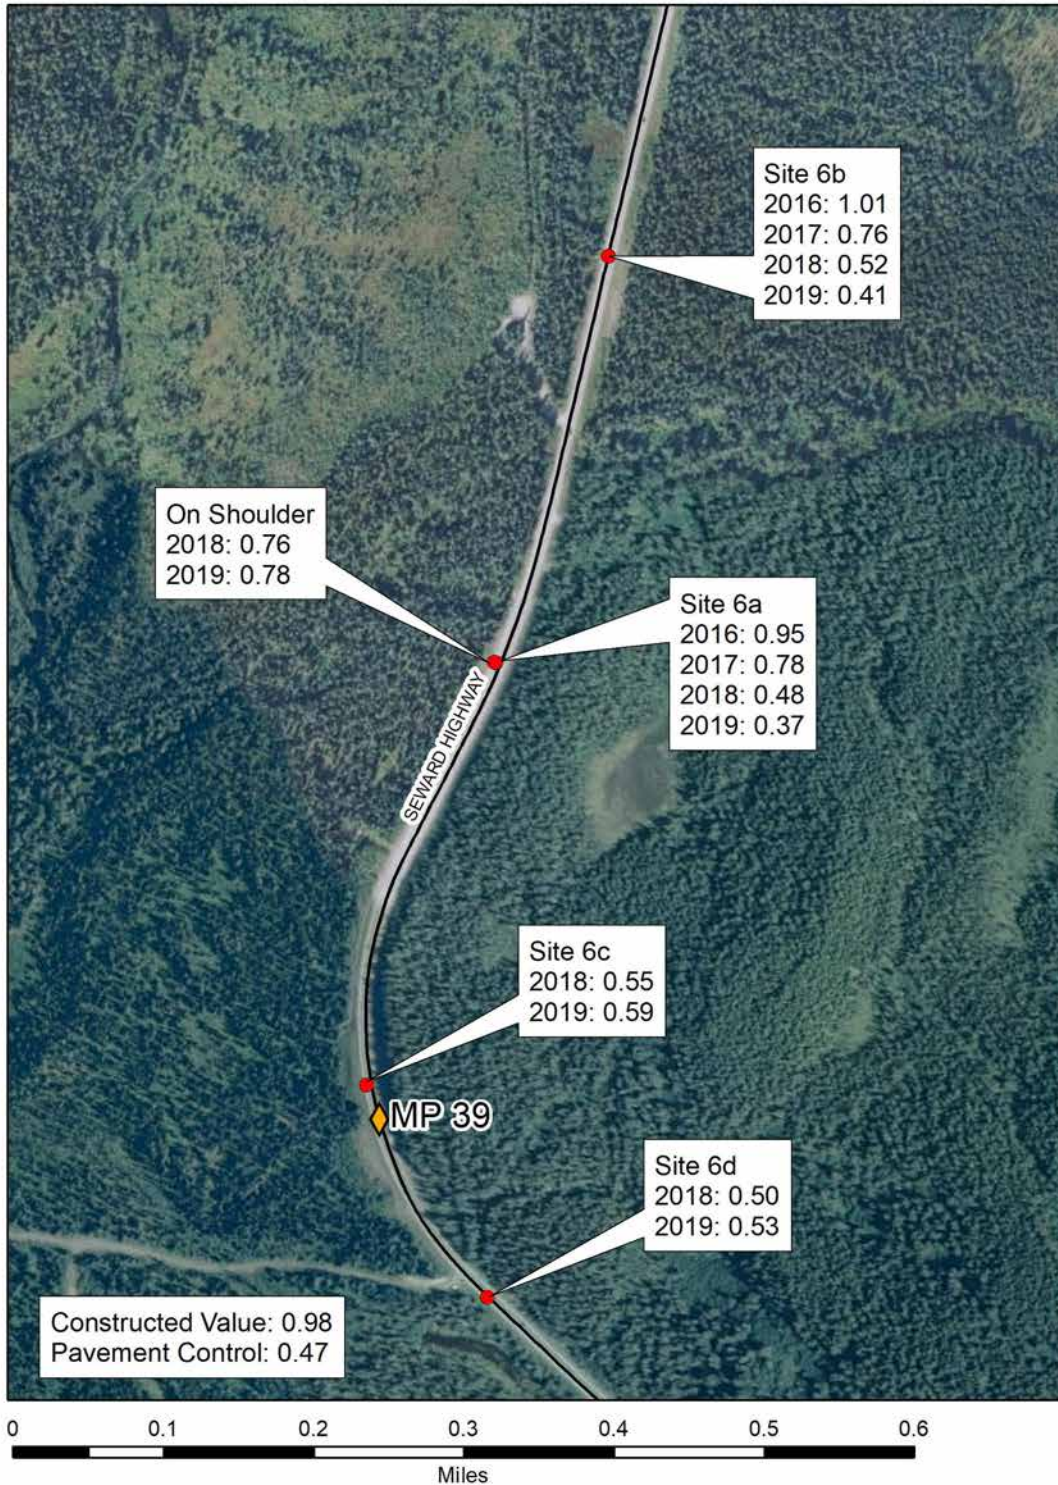 Site 6b
2016: 1.01
2017: 0.76
2018: 0.52
2019: 0.41
On Shoulder
2018: 0.76
2019: 0.78
Site 6a
2016: 0.95
2017: 0.78
2018: 0.48
2019: 0.37
SEWARD HIGHWAY
Site 6c
2018: 0.55
2019: 0.59
MP 39
Site 6d
2018: 0.50
2019: 0.53
Constructed Value: 0.98
Pavement Control: 0.47
0 0.1 0.2 0.3 0.4 0.5 0.6
Miles